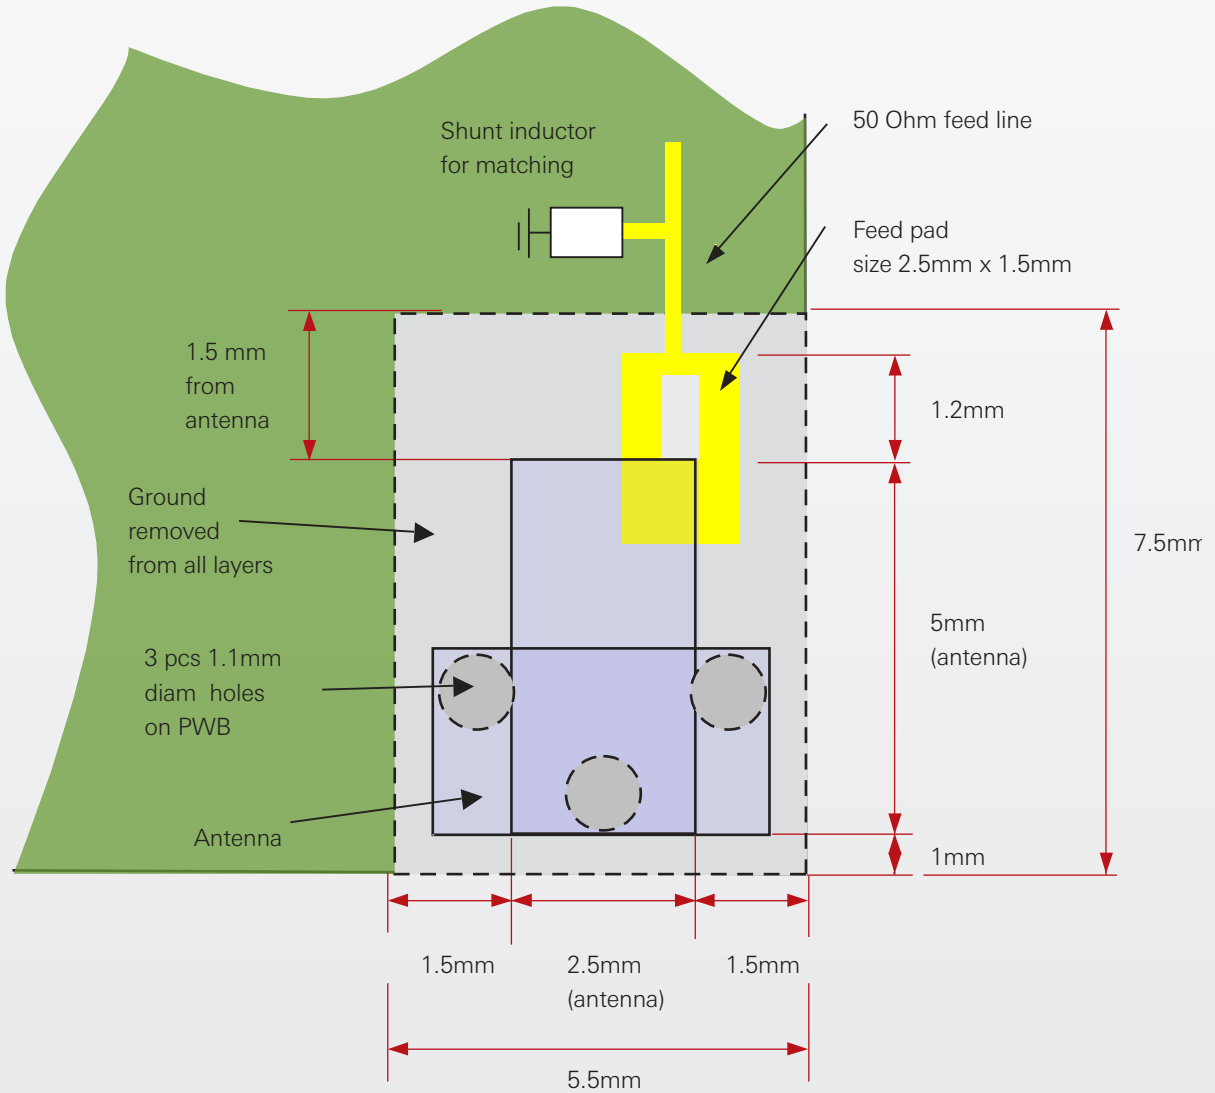 Shunt inductor
for matching
50 Ohm feed line
Feed pad
size 2.5mm x 1.5mm
1.5 mm
from
antenna
1.2mm
Ground
removed
from all layers
7.5mm
5mm
(antenna)
3 pcs 1.1mm
diam holes
on PWB
Antenna
1mm
1.5mm
2.5mm
(antenna)
1.5mm
5.5mm